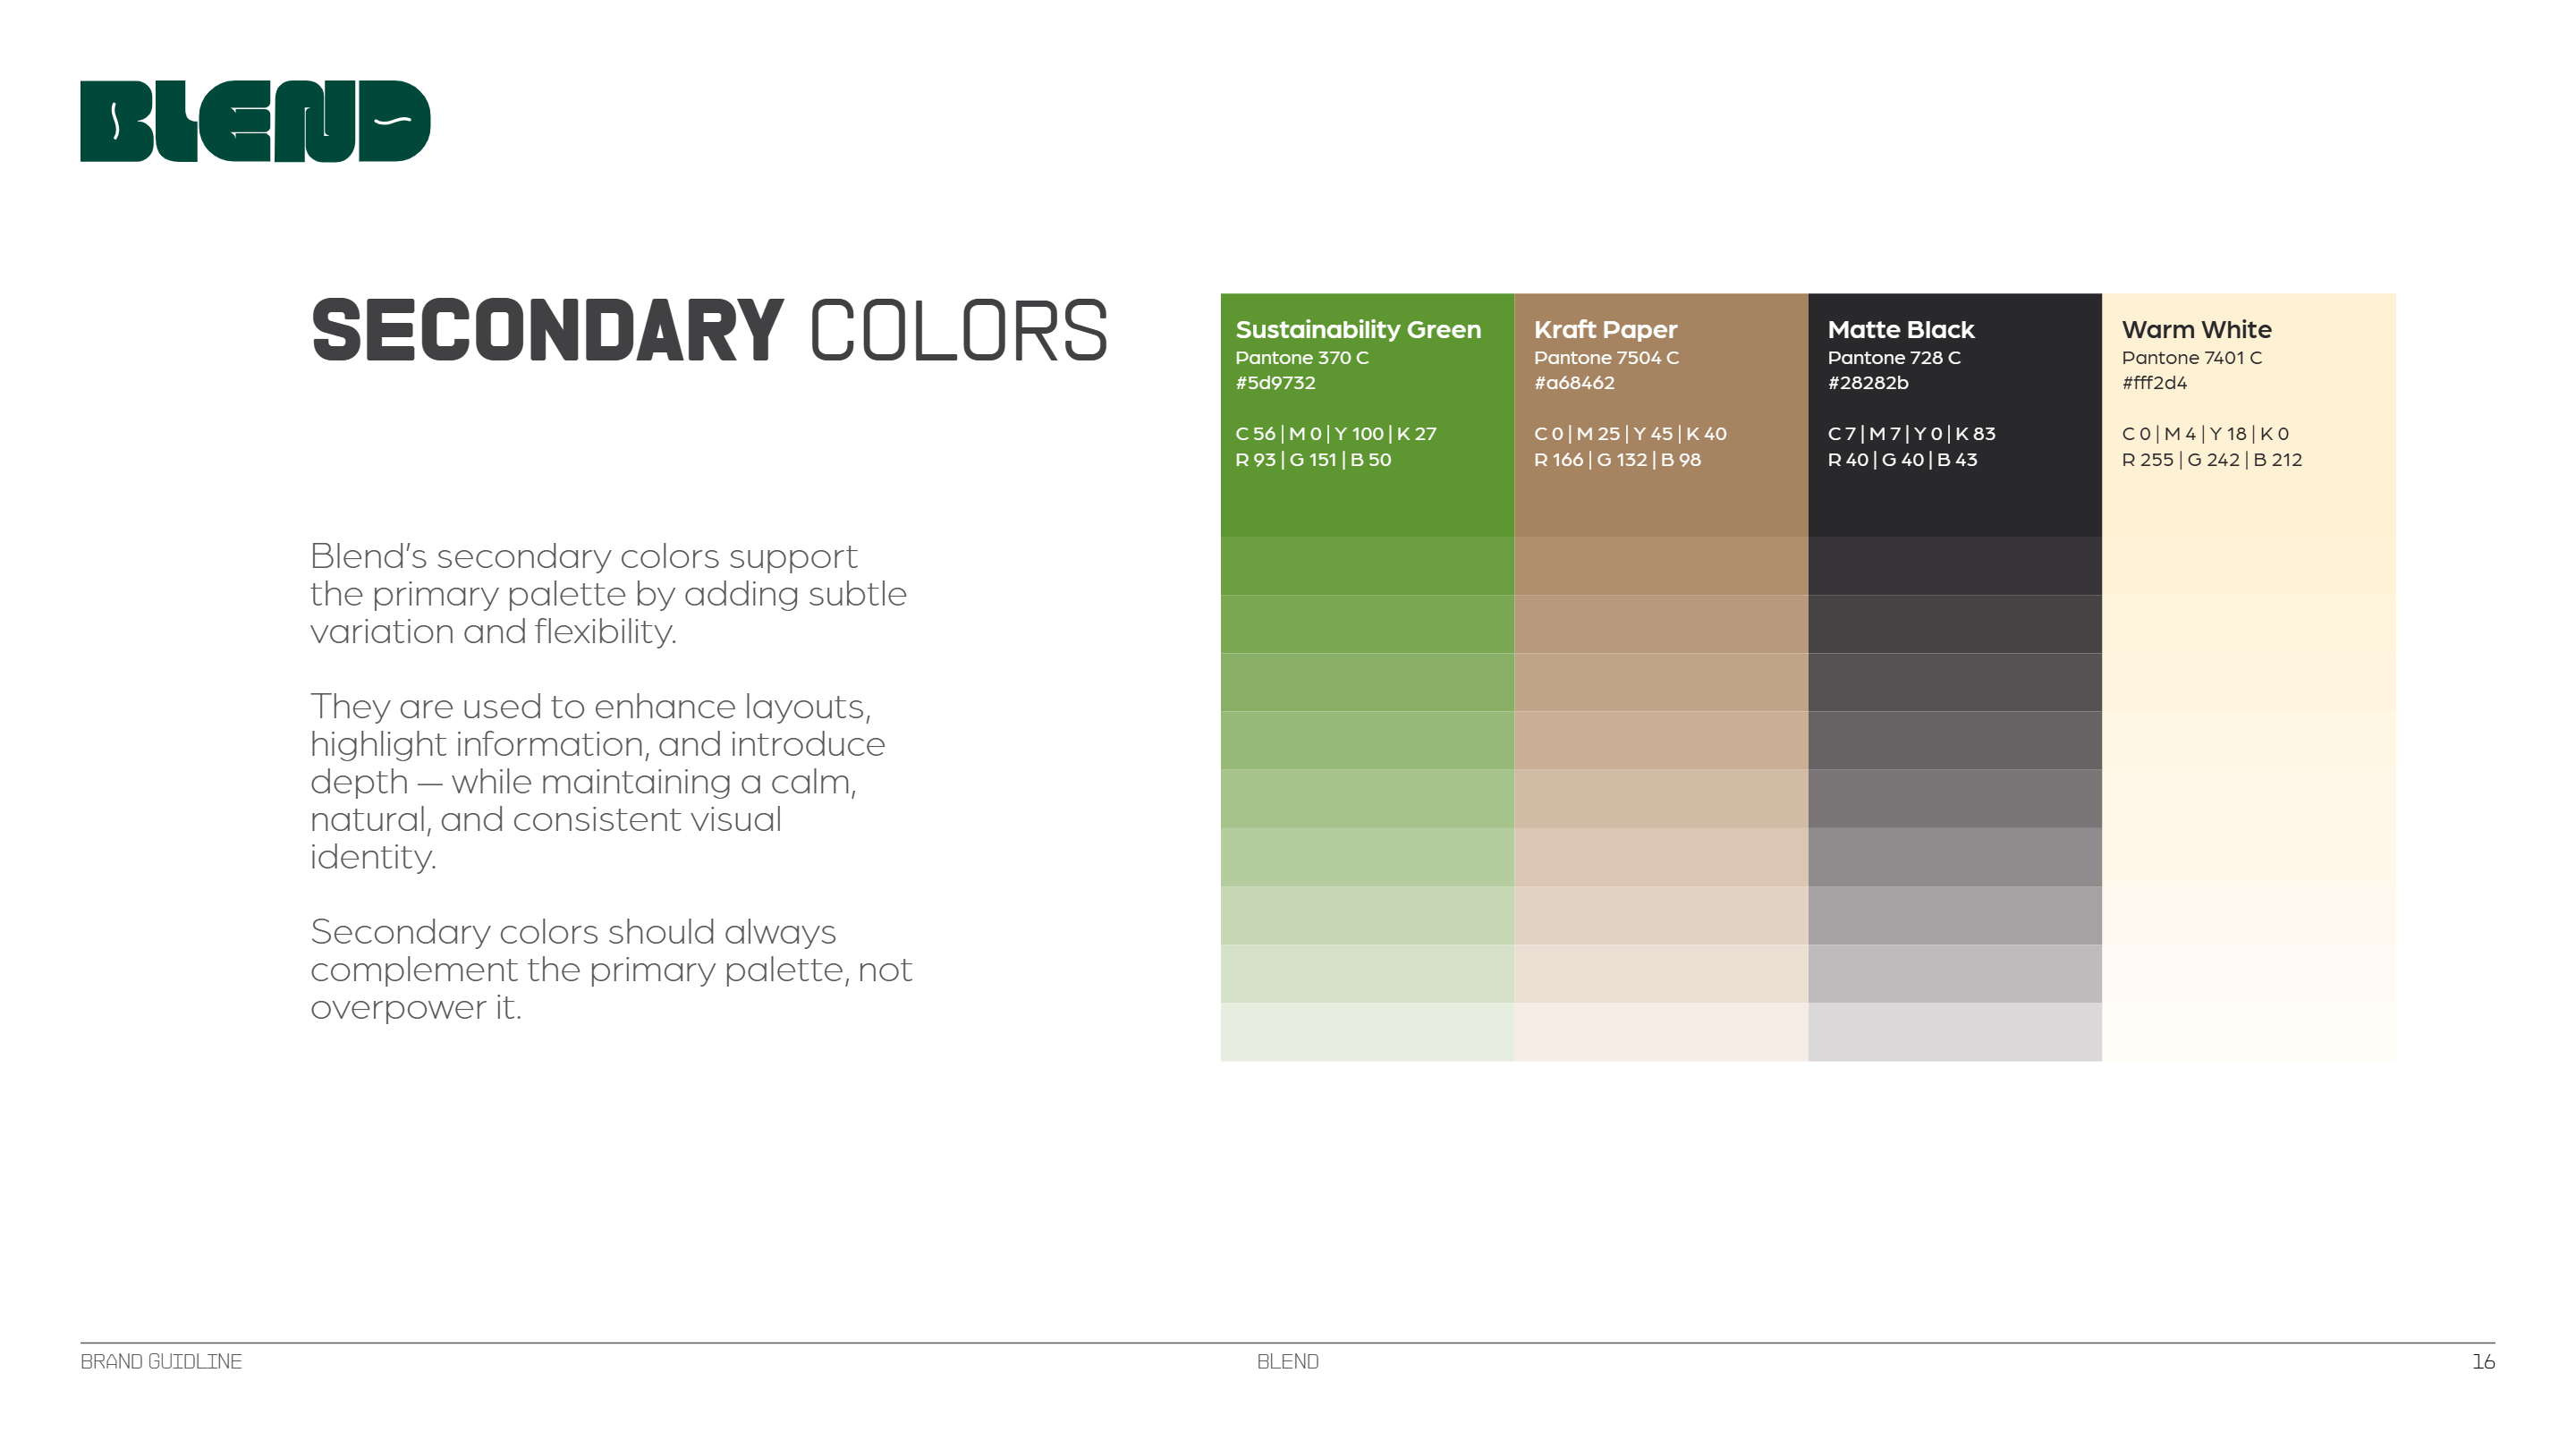 BLEND
SECONDARY COLORS
Blend’s secondary colors support
the primary palette by adding subtle
variation and flexibility.
They are used to enhance layouts,
highlight information, and introduce
depth — while maintaining a calm,
natural, and consistent visual
identity.
Secondary colors should always
complement the primary palette, not
overpower it.
Sustainability Green
Pantone 370 C
#5d9732
C 56 | M 0 | Y 100 | K 27
R 93 | G 151 | B 50
Kraft Paper
Pantone 7504 C
#a68462
C 0 | M 25 | Y 45 | K 40
R 166 | G 132 | B 98
Matte Black
Pantone 728 C
#28282b
C 7 | M 7 | Y 0 | K 83
R 40 | G 40 | B 43
Warm White
Pantone 7401 C
#fff2d4
C 0 | M 4 | Y 18 | K 0
R 255 | G 242 | B 212
BRAND GUIDLINE
BLEND
16